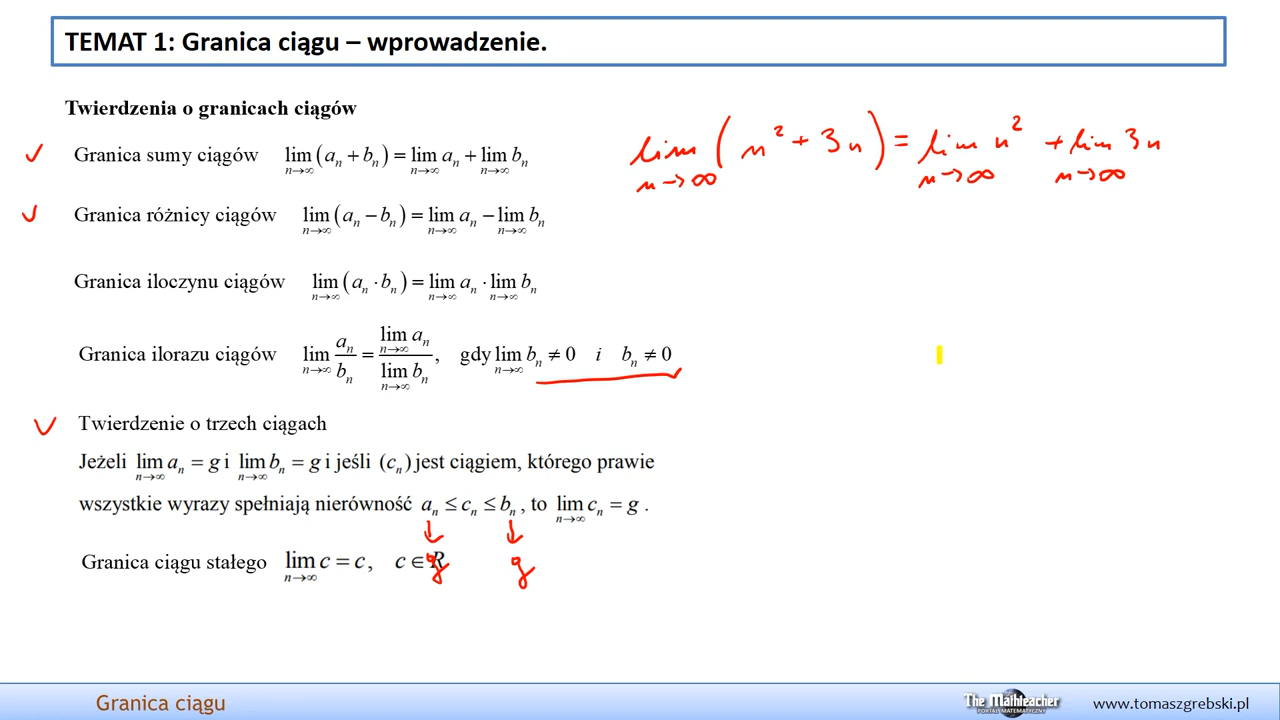 TEMAT 1: Granica ciągu – wprowadzenie.
Twierdzenia o granicach ciągów
Granica sumy ciągów lim n→∞ (aₙ + bₙ) = lim n→∞ aₙ + lim n→∞ bₙ
lim n→∞ (n² + 3n) = lim n→∞ n² + lim n→∞ 3n
Granica różnicy ciągów lim n→∞ (aₙ − bₙ) = lim n→∞ aₙ − lim n→∞ bₙ
Granica iloczynu ciągów lim n→∞ (aₙ · bₙ) = lim n→∞ aₙ · lim n→∞ bₙ
Granica ilorazu ciągów lim n→∞ aₙ / bₙ = lim n→∞ aₙ / lim n→∞ bₙ , gdy lim n→∞ bₙ ≠ 0 i bₙ ≠ 0
Twierdzenie o trzech ciągach
Jeżeli lim n→∞ aₙ = g i lim n→∞ bₙ = g i jeśli (cₙ) jest ciągiem, którego prawie
wszystkie wyrazy spełniają nierówność aₙ ≤ cₙ ≤ bₙ , to lim n→∞ cₙ = g .
Granica ciągu stałego lim n→∞ c = c, c ∈ R
g g
Granica ciągu
The Mathteacher
PORTAL MATEMATYCZNY
www.tomaszgrebski.pl